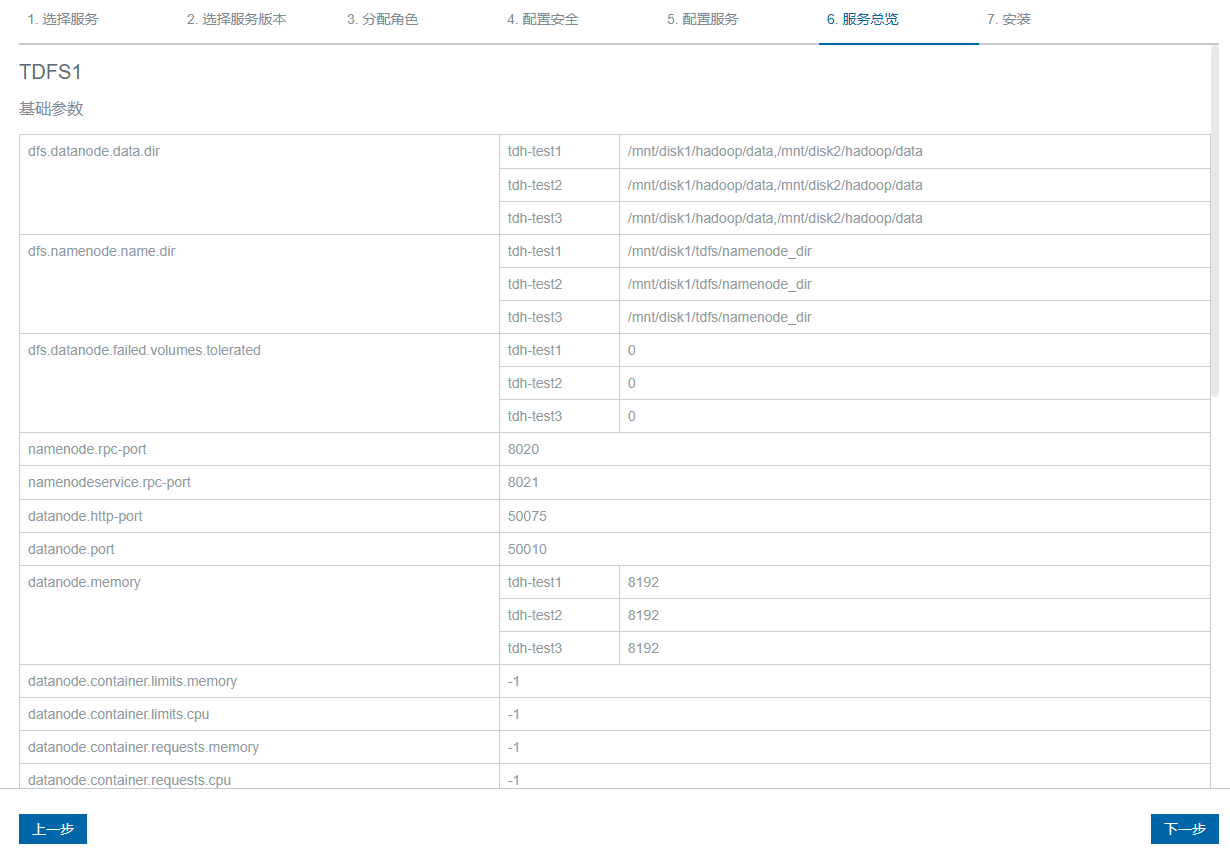 1. 选择服务 2. 选择服务版本 3. 分配角色 4. 配置安全 5. 配置服务 6. 服务总览 7. 安装
TDFS1
基础参数
dfs.datanode.data.dir tdh-test1 /mnt/disk1/hadoop/data,/mnt/disk2/hadoop/data
tdh-test2 /mnt/disk1/hadoop/data,/mnt/disk2/hadoop/data
tdh-test3 /mnt/disk1/hadoop/data,/mnt/disk2/hadoop/data
dfs.namenode.name.dir tdh-test1 /mnt/disk1/tdfs/namenode_dir
tdh-test2 /mnt/disk1/tdfs/namenode_dir
tdh-test3 /mnt/disk1/tdfs/namenode_dir
dfs.datanode.failed.volumes.tolerated tdh-test1 0
tdh-test2 0
tdh-test3 0
namenode.rpc-port 8020
namenodeservice.rpc-port 8021
datanode.http-port 50075
datanode.port 50010
datanode.memory tdh-test1 8192
tdh-test2 8192
tdh-test3 8192
datanode.container.limits.memory -1
datanode.container.limits.cpu -1
datanode.container.requests.memory -1
datanode.container.requests.cpu -1
上一步 下一步